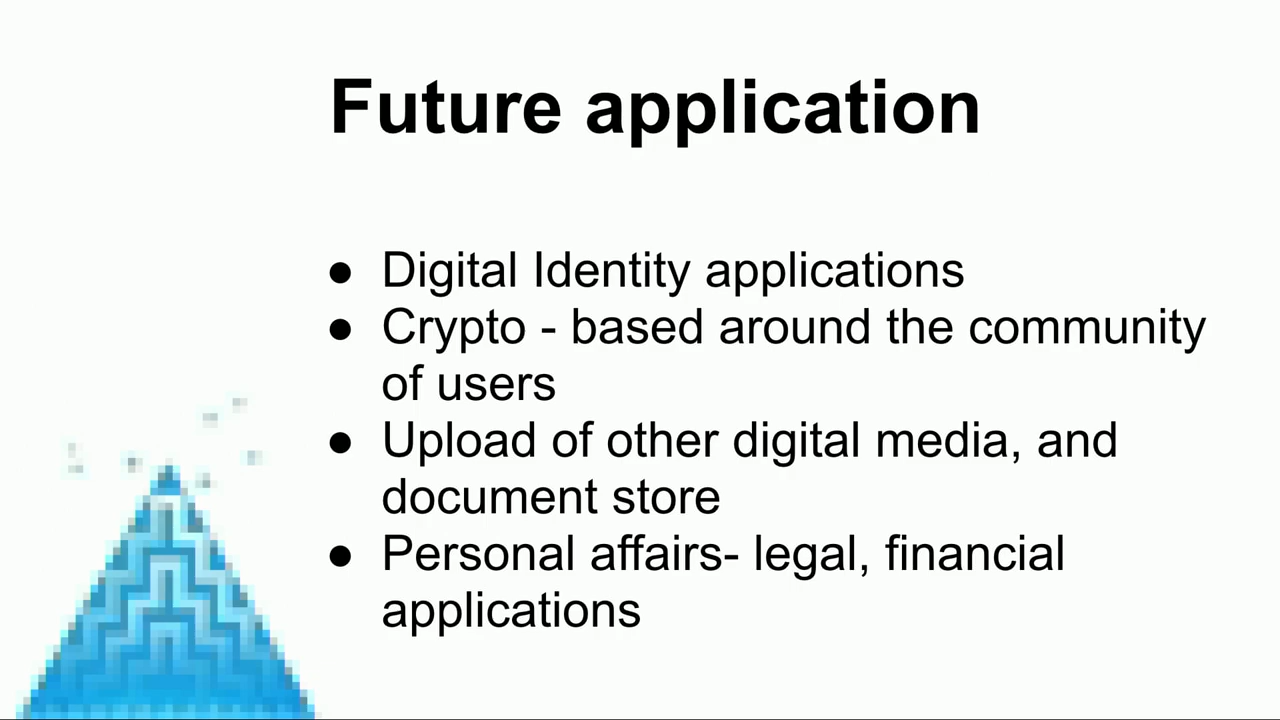 Future application
● Digital Identity applications
● Crypto - based around the community
of users
● Upload of other digital media, and
document store
● Personal affairs- legal, financial
applications